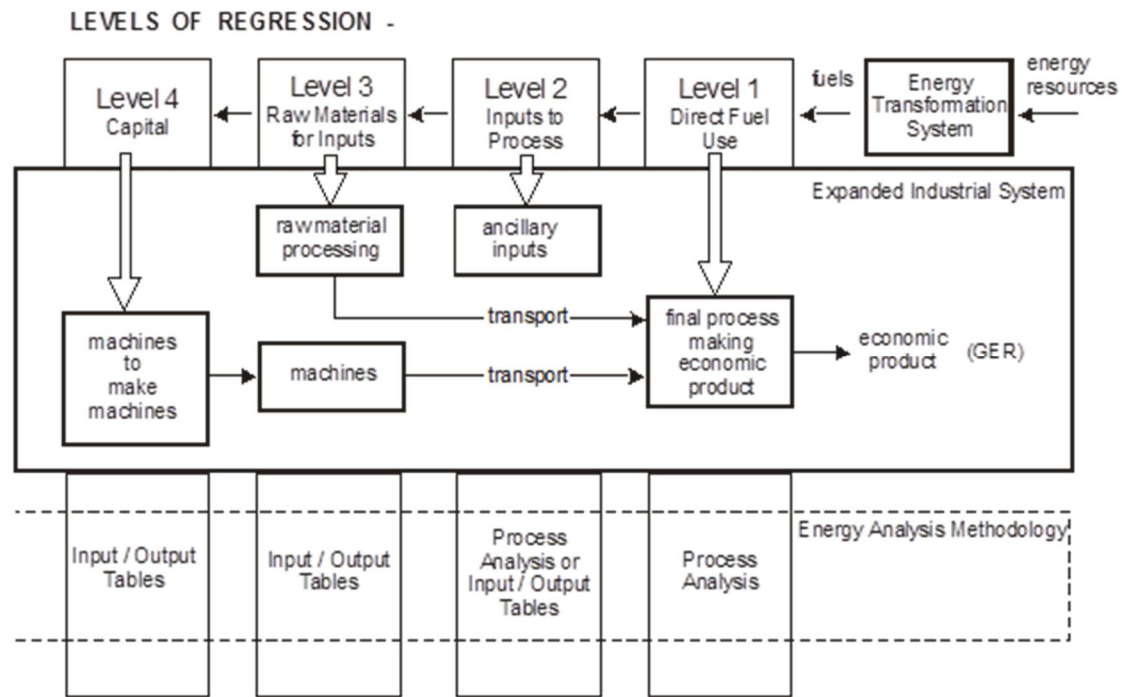 LEVELS OF REGRESSION -
Level 4
Capital
Level 3
Raw Materials
for Inputs
Level 2
Inputs to
Process
Level 1
Direct Fuel
Use
fuels
Energy
Transformation
System
energy
resources
Expanded Industrial System
raw material
processing
ancillary
inputs
machines
to
make
machines
machines
transport
transport
final process
making
economic
product
economic
product (GER)
Energy Analysis Methodology
Input / Output
Tables
Input / Output
Tables
Process
Analysis or
Input / Output
Tables
Process
Analysis